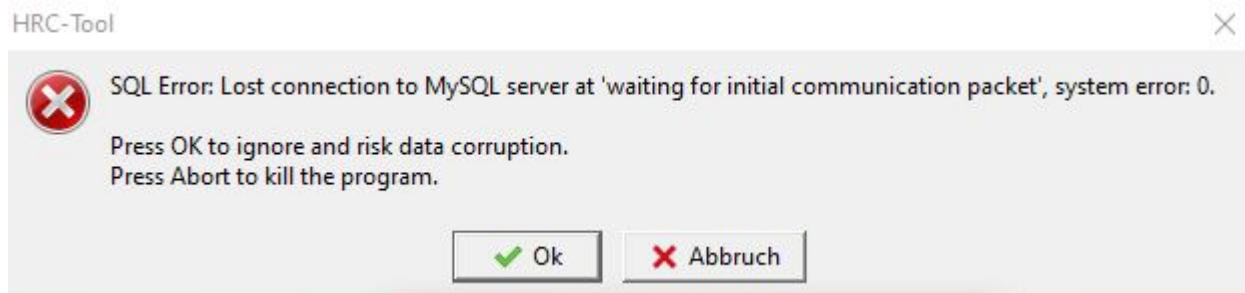 HRC-Tool
SQL Error: Lost connection to MySQL server at 'waiting for initial communication packet', system error: 0.
Press OK to ignore and risk data corruption.
Press Abort to kill the program.
Ok
Abbruch